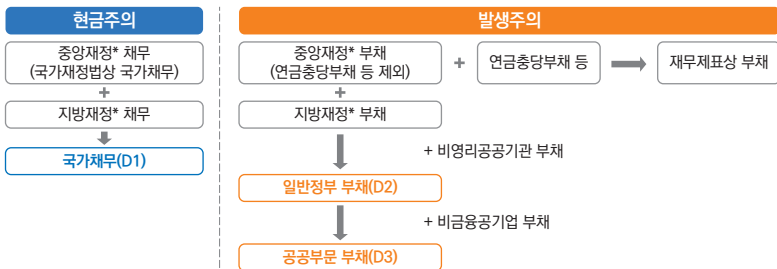 현금주의
중앙재정* 채무
(국가재정법상 국가채무)
+
지방재정* 채무
국가채무(D1)
발생주의
중앙재정* 부채
(연금충당부채 등 제외)
+
연금충당부채 등
재무제표상 부채
+
지방재정* 부채
+ 비영리공공기관 부채
일반정부 부채(D2)
+ 비금융공기업 부채
공공부문 부채(D3)